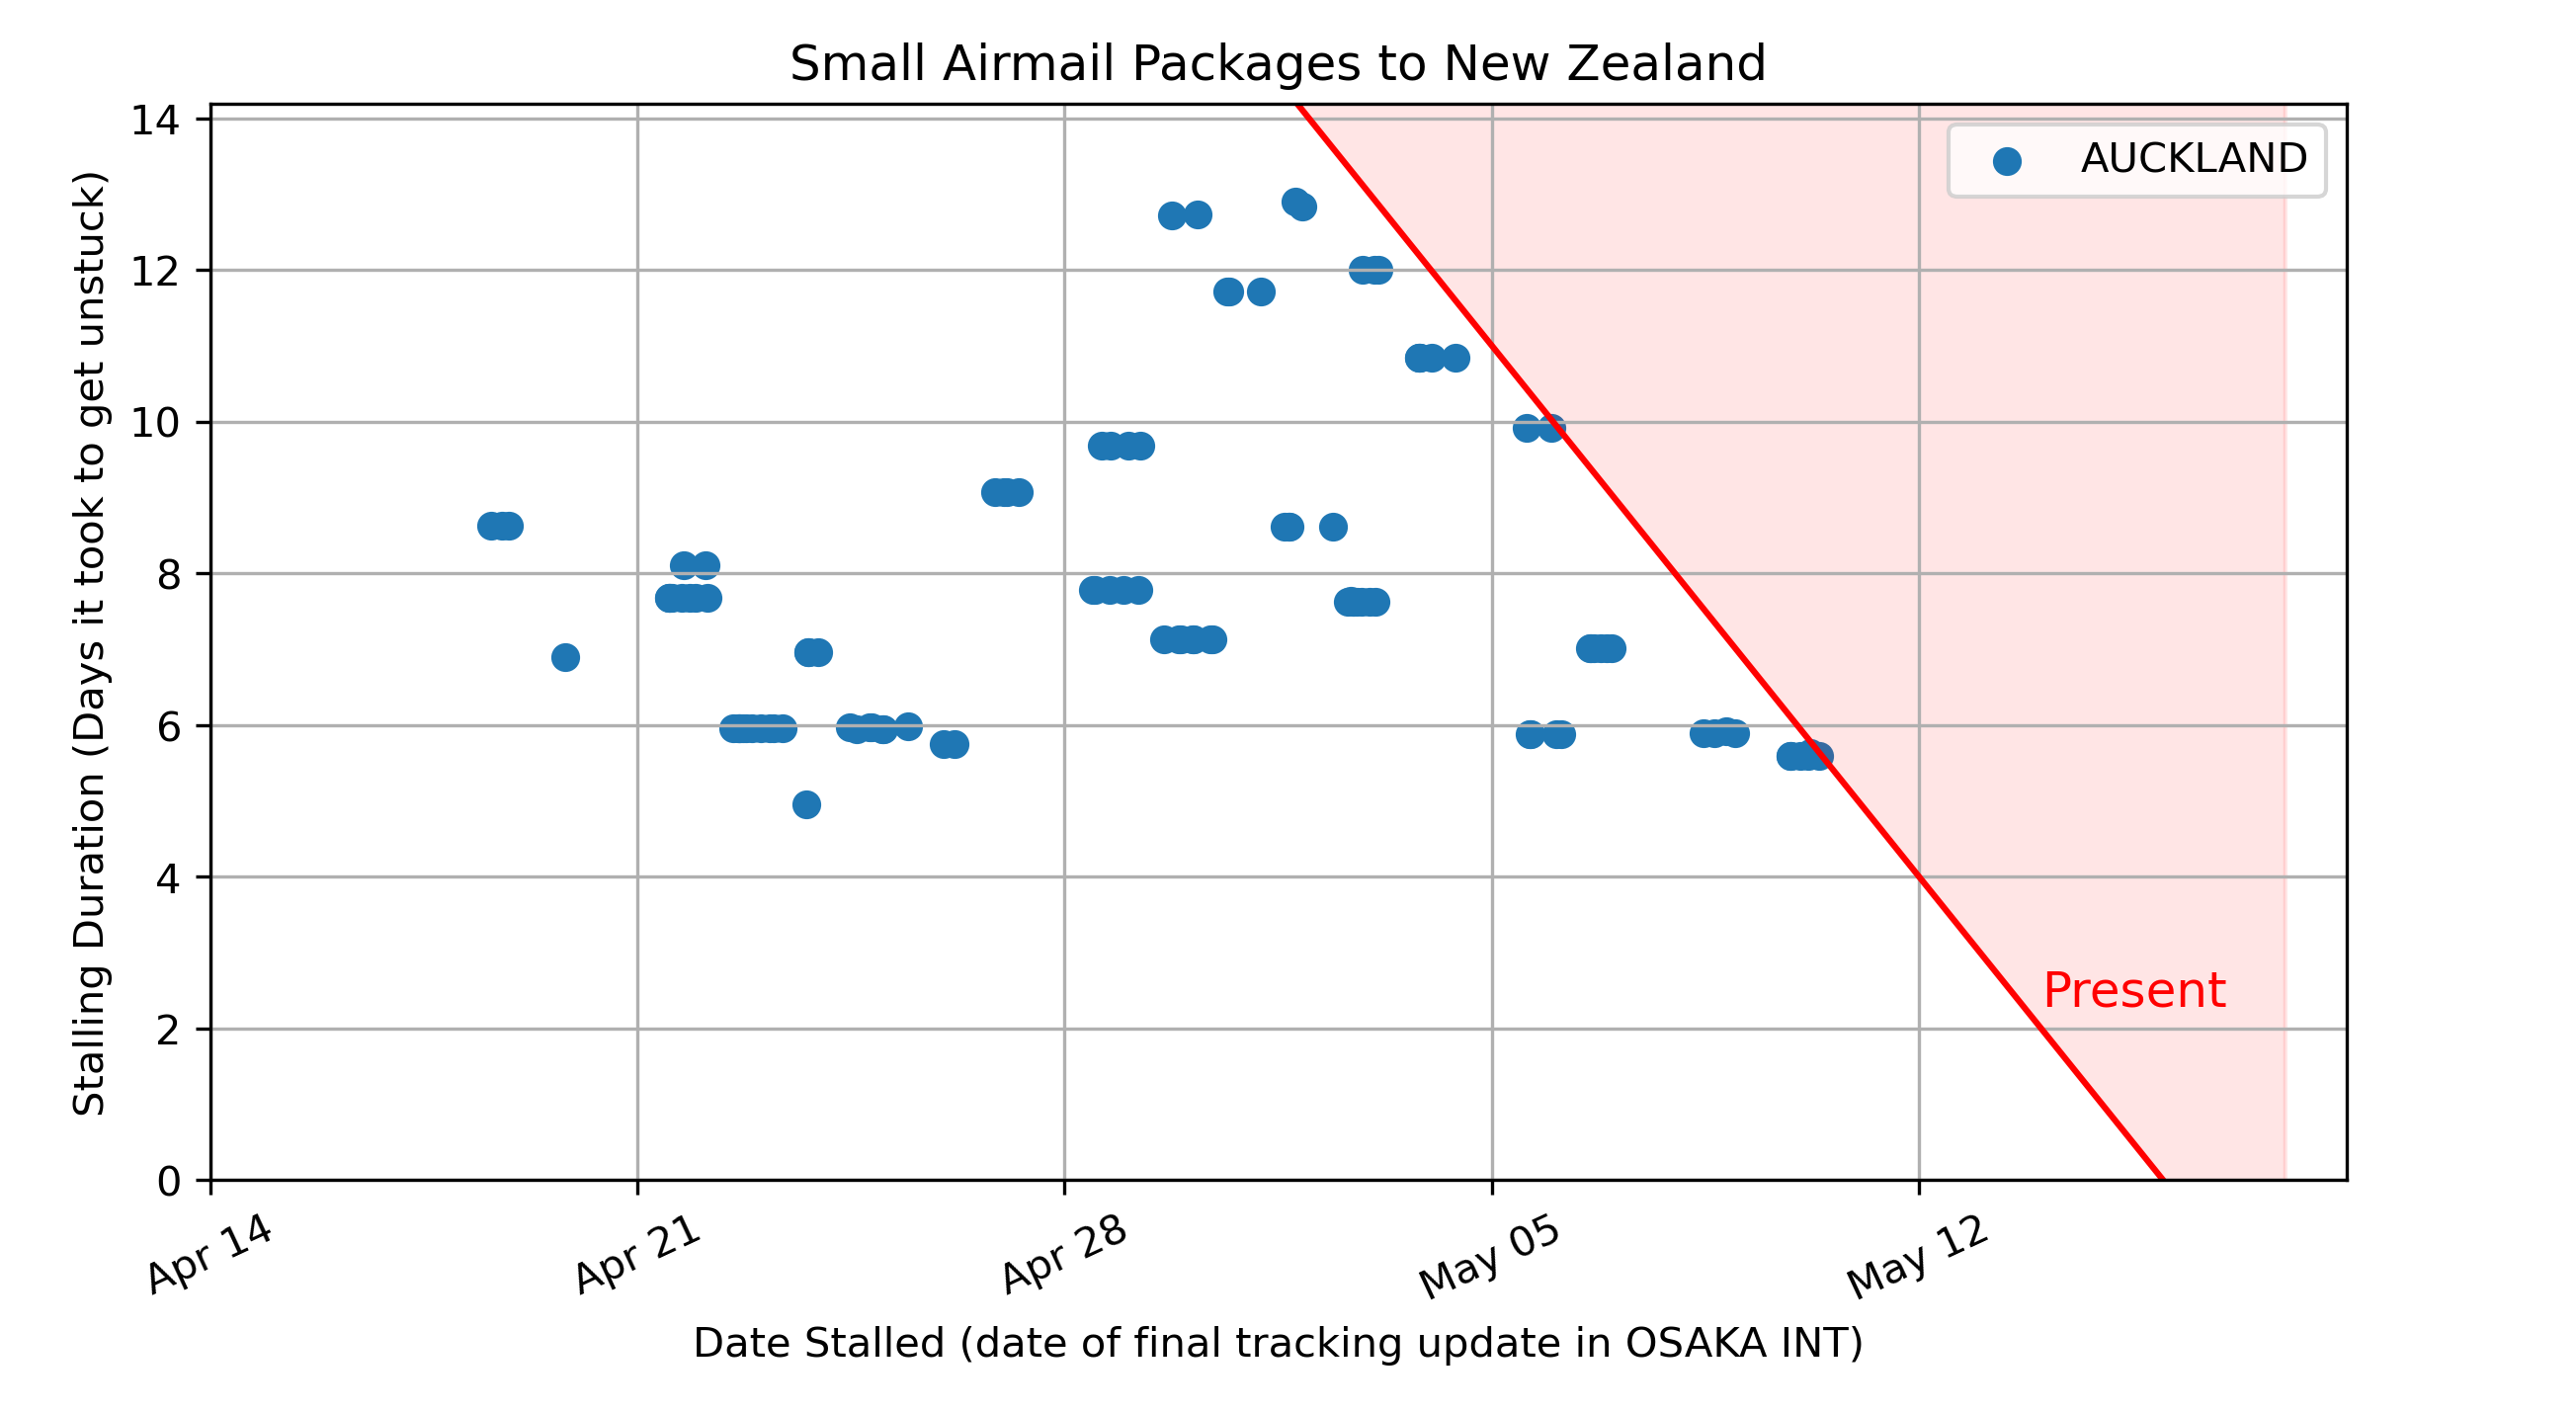 Small Airmail Packages to New Zealand
Stalling Duration (Days it took to get unstuck)
14
12
10
8
6
4
2
0
AUCKLAND
Present
Apr 14
Apr 21
Apr 28
May 05
May 12
Date Stalled (date of final tracking update in OSAKA INT)